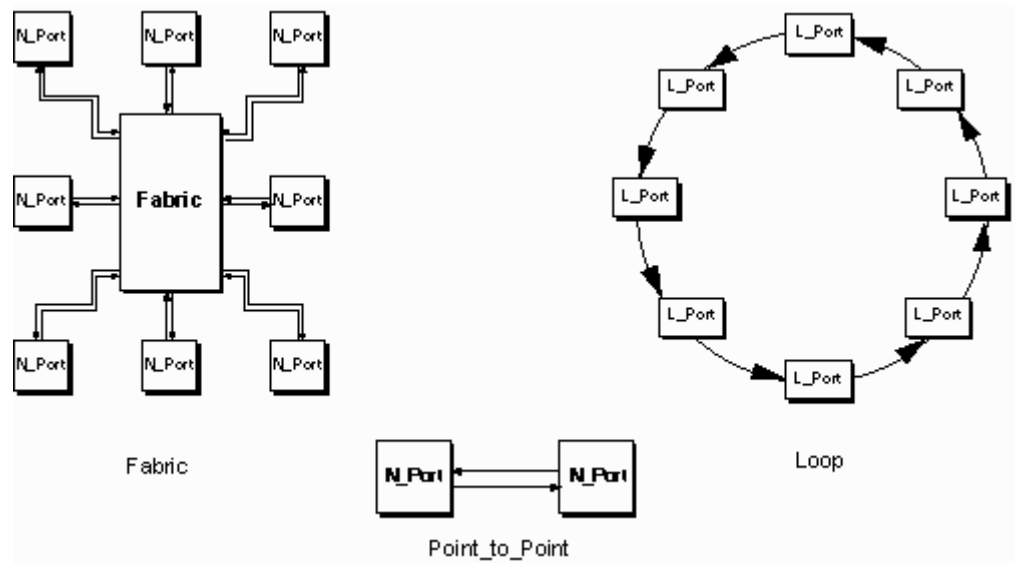 N_Port N_Port N_Port
N_Port Fabric N_Port
N_Port N_Port N_Port
Fabric
L_Port
L_Port L_Port
L_Port L_Port
L_Port L_Port
L_Port
Loop
N_Port N_Port
Point_to_Point